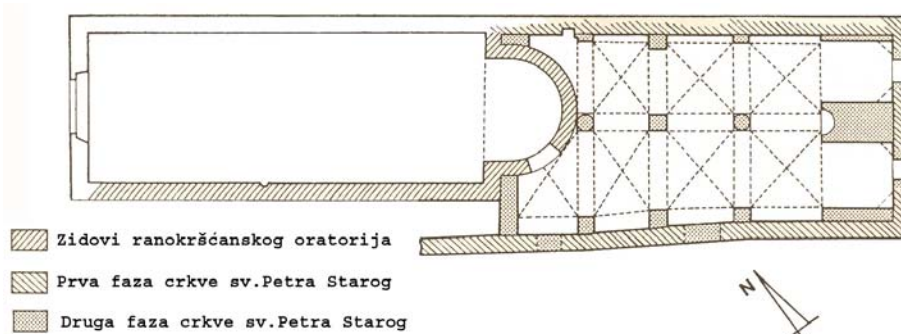 Zidovi ranokršćanskog oratorija
Prva faza crkve sv.Petra Starog
Druga faza crkve sv.Petra Starog
N